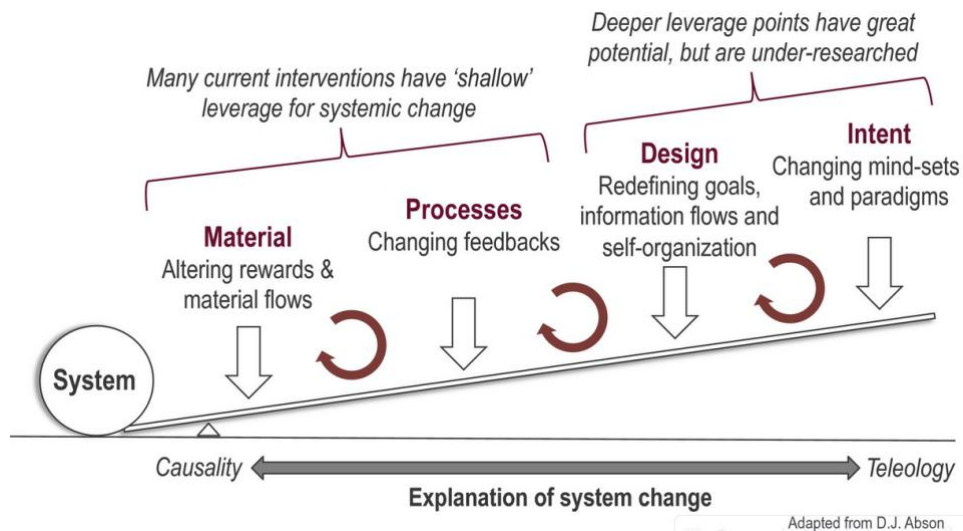 Deeper leverage points have great
potential, but are under-researched
Many current interventions have ‘shallow’
leverage for systemic change
Intent
Changing mind-sets
and paradigms
Design
Redefining goals,
information flows and
self-organization
Processes
Changing feedbacks
Material
Altering rewards &
material flows
System
Causality
Teleology
Explanation of system change
Adapted from D.J. Abson